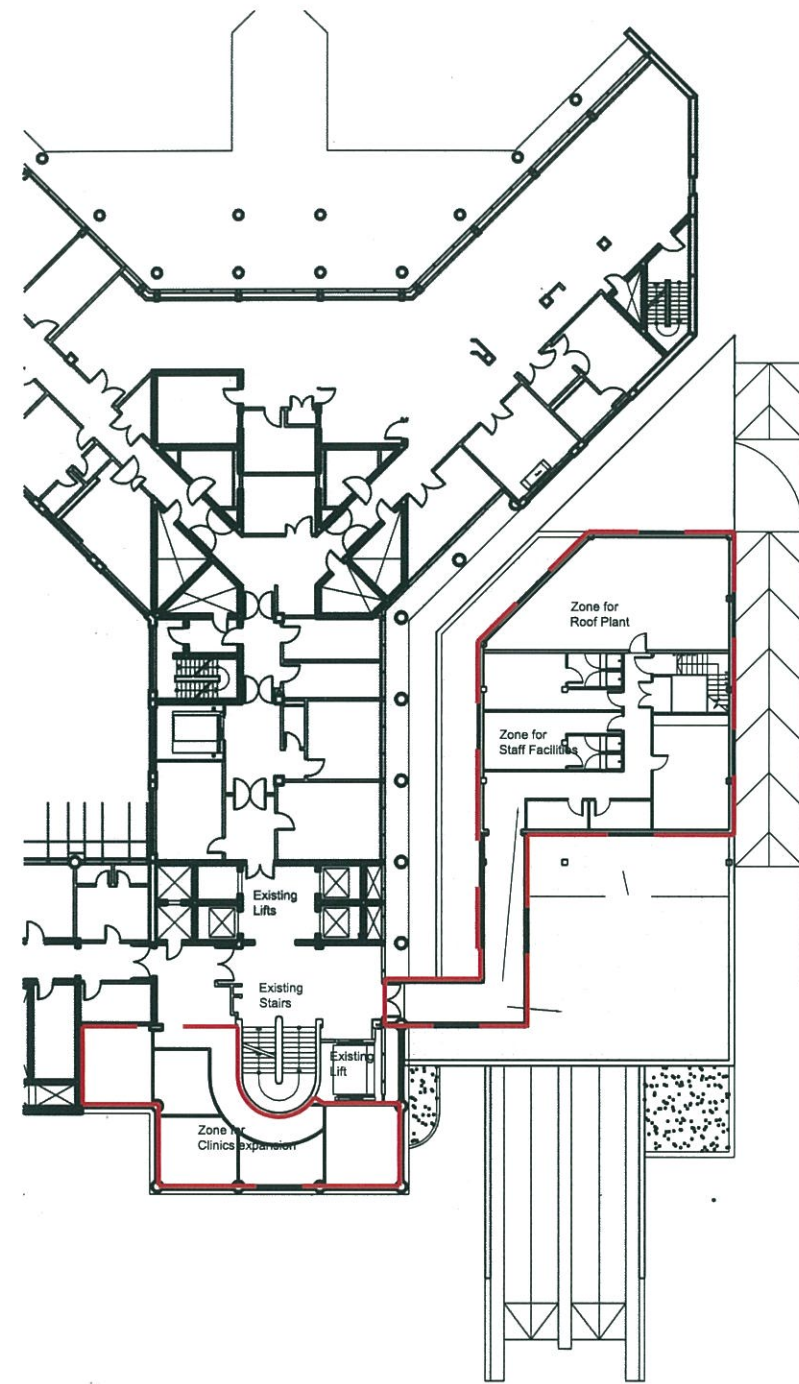 Zone for
Roof Plant
Zone for
Staff Facilities
Existing
Lifts
Existing
Stairs
Existing
Lift
Zone for
Clinics expansion